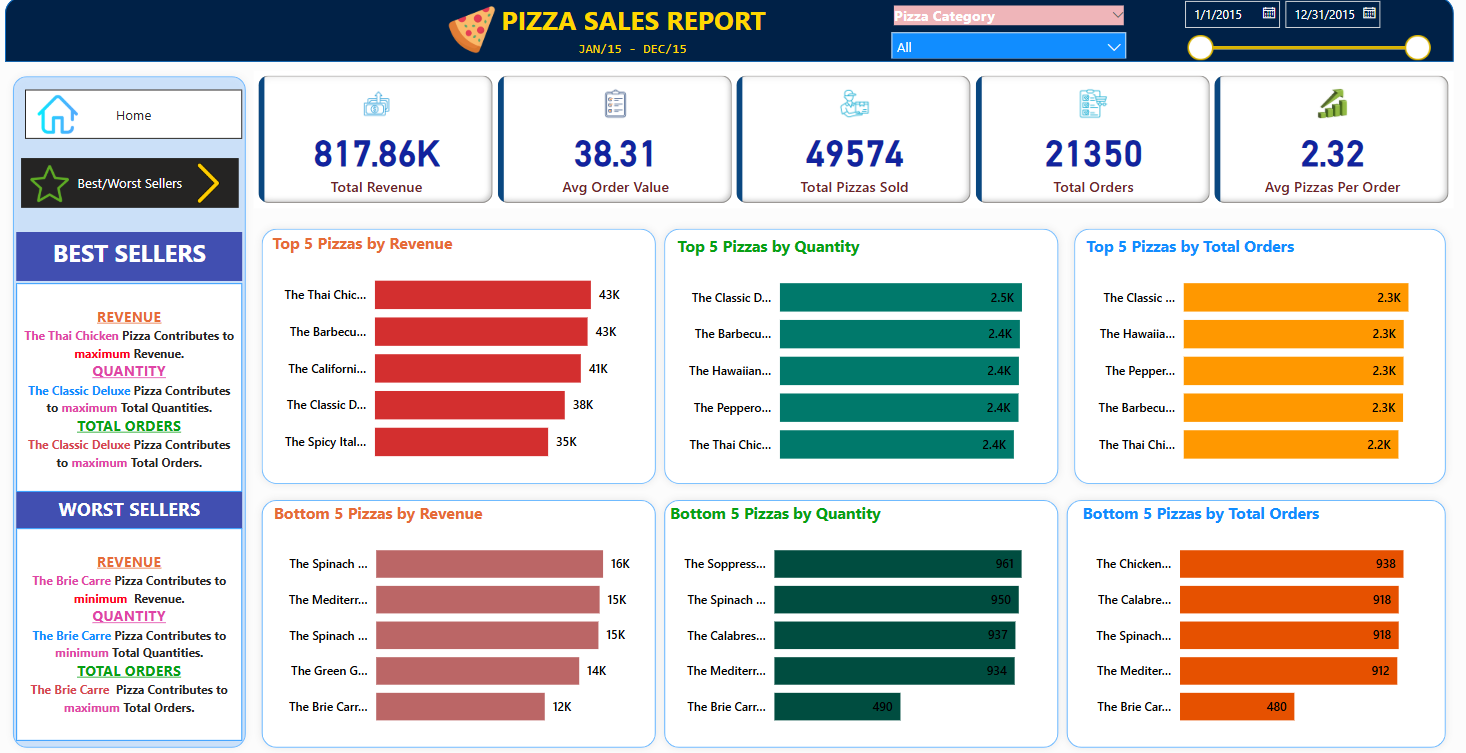 PIZZA SALES REPORT
JAN/15 - DEC/15
Pizza Category
All
1/1/2015
12/31/2015
Home
Best/Worst Sellers
BEST SELLERS
REVENUE
The Thai Chicken Pizza Contributes to
maximum Revenue.
QUANTITY
The Classic Deluxe Pizza Contributes
to maximum Total Quantities.
TOTAL ORDERS
The Classic Deluxe Pizza Contributes
to maximum Total Orders.
WORST SELLERS
REVENUE
The Brie Carre Pizza Contributes to
minimum Revenue.
QUANTITY
The Brie Carre Pizza Contributes to
minimum Total Quantities.
TOTAL ORDERS
The Brie Carre Pizza Contributes to
maximum Total Orders.
817.86K
Total Revenue
38.31
Avg Order Value
49574
Total Pizzas Sold
21350
Total Orders
2.32
Avg Pizzas Per Order
Top 5 Pizzas by Revenue
The Thai Chic... 43K
The Barbecu... 43K
The Californi... 41K
The Classic D... 38K
The Spicy Ital... 35K
Top 5 Pizzas by Quantity
The Classic D... 2.5K
The Barbecu... 2.4K
The Hawaiian... 2.4K
The Peppero... 2.4K
The Thai Chic... 2.4K
Top 5 Pizzas by Total Orders
The Classic ... 2.3K
The Hawaiia... 2.3K
The Pepper... 2.3K
The Barbecu... 2.3K
The Thai Chi... 2.2K
Bottom 5 Pizzas by Revenue
The Spinach ... 16K
The Mediterr... 15K
The Spinach ... 15K
The Green G... 14K
The Brie Carr... 12K
Bottom 5 Pizzas by Quantity
The Soppress... 961
The Spinach ... 950
The Calabres... 937
The Mediterr... 934
The Brie Carr... 490
Bottom 5 Pizzas by Total Orders
The Chicken... 938
The Calabre... 918
The Spinach... 918
The Mediter... 912
The Brie Car... 480